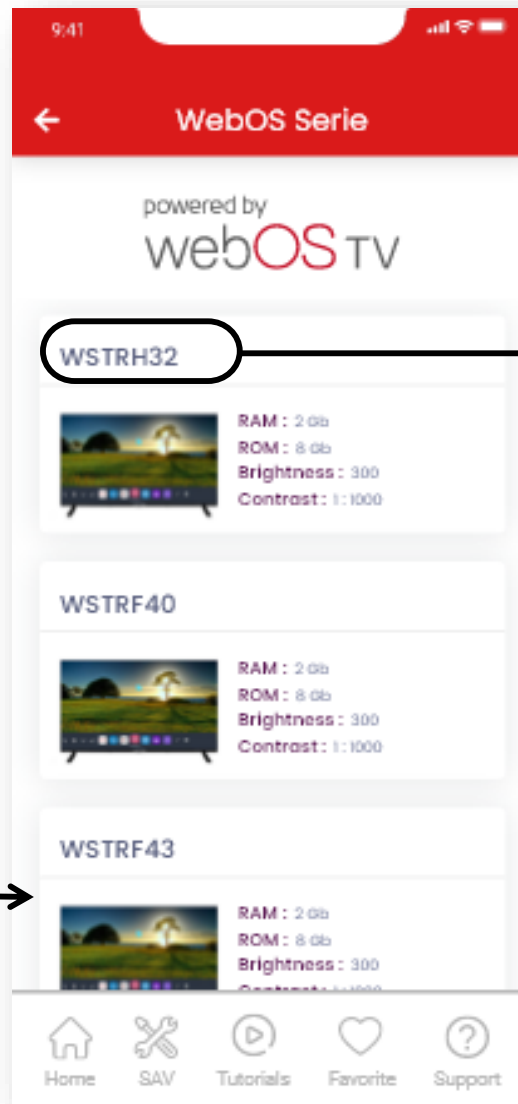 9:41
WebOS Serie
powered by
webOS TV
WSTRH32
RAM : 2 Gb
ROM : 8 Gb
Brightness : 300
Contrast : 1 : 1000
WSTRF40
RAM : 2 Gb
ROM : 8 Gb
Brightness : 300
Contrast : 1 : 1000
WSTRF43
RAM : 2 Gb
ROM : 8 Gb
Brightness : 300
Home SAV Tutorials Favorite Support